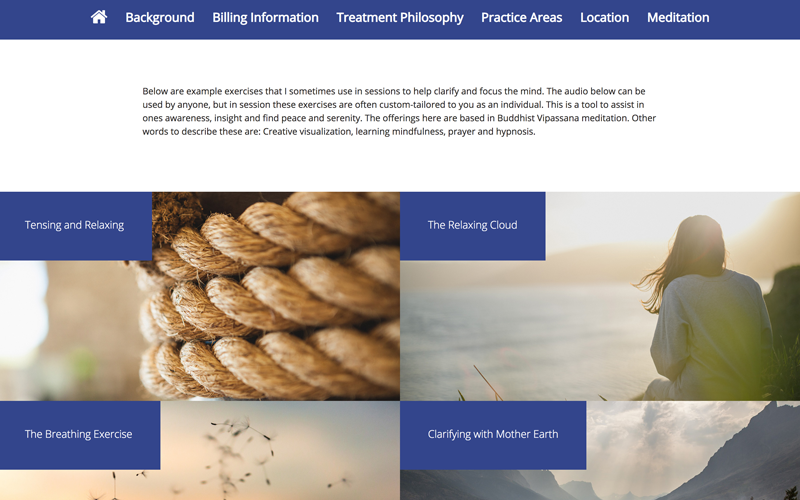 Background Billing Information Treatment Philosophy Practice Areas Location Meditation
Below are example exercises that I sometimes use in sessions to help clarify and focus the mind. The audio below can be
used by anyone, but in session these exercises are often custom-tailored to you as an individual. This is a tool to assist in
ones awareness, insight and find peace and serenity. The offerings here are based in Buddhist Vipassana meditation. Other
words to describe these are: Creative visualization, learning mindfulness, prayer and hypnosis.
Tensing and Relaxing
The Relaxing Cloud
The Breathing Exercise
Clarifying with Mother Earth